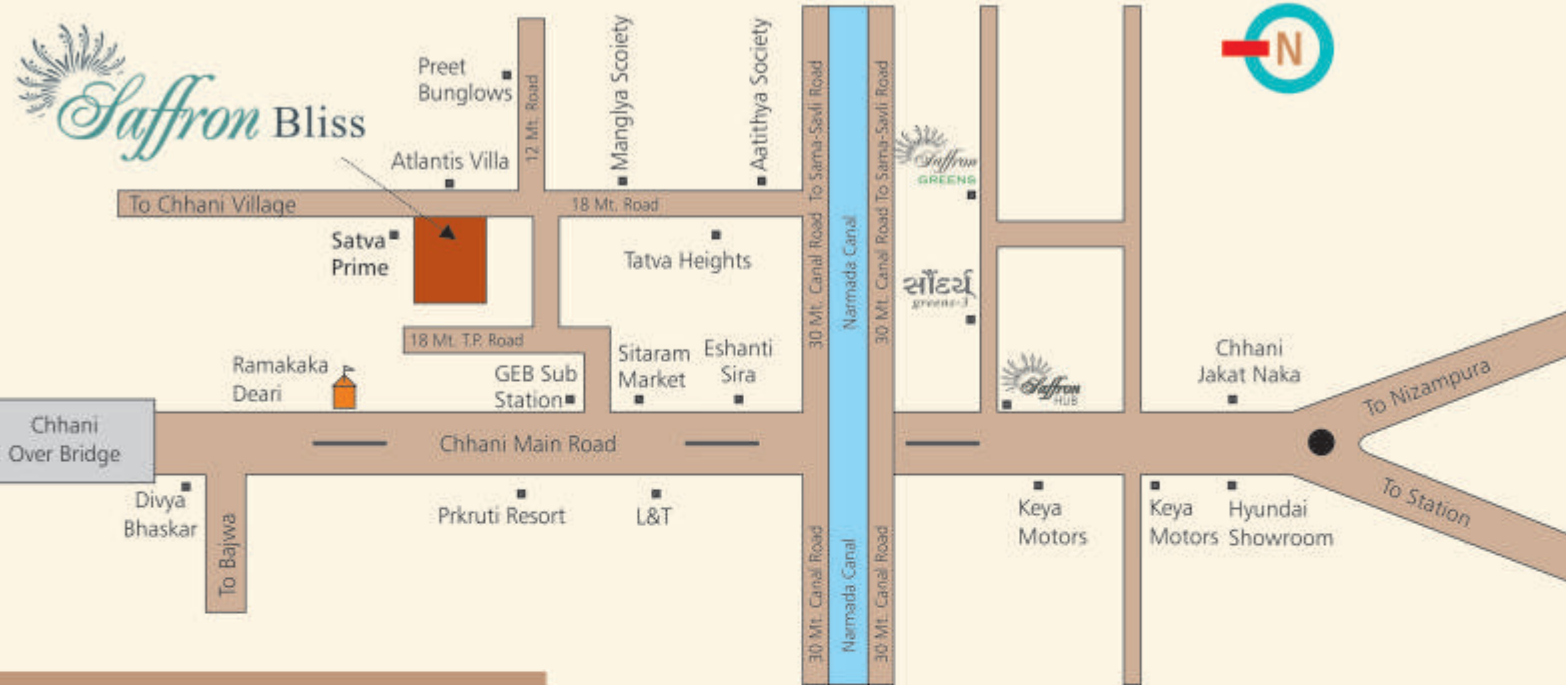 Saffron Bliss
N
Preet
Bunglows
12 Mt. Road
Manglya Scoiety
Aatithya Society
30 Mt. Canal Road To Sama-Savli Road
Narmada Canal
30 Mt. Canal Road To Sama-Savli Road
Saffron
GREENS
Atlantis Villa
To Chhani Village
18 Mt. Road
Satva
Prime
Tatva Heights
સૌંદર્ય
greens-3
18 Mt. T.P. Road
Ramakaka
Deari
GEB Sub
Station
Sitaram
Market
Eshanti
Sira
Saffron
HUB
Chhani
Jakat Naka
To Nizampura
Chhani
Over Bridge
Chhani Main Road
To Station
Divya
Bhaskar
To Bajwa
Prkruti Resort
L&T
30 Mt. Canal Road
Narmada Canal
30 Mt. Canal Road
Keya
Motors
Keya
Motors
Hyundai
Showroom